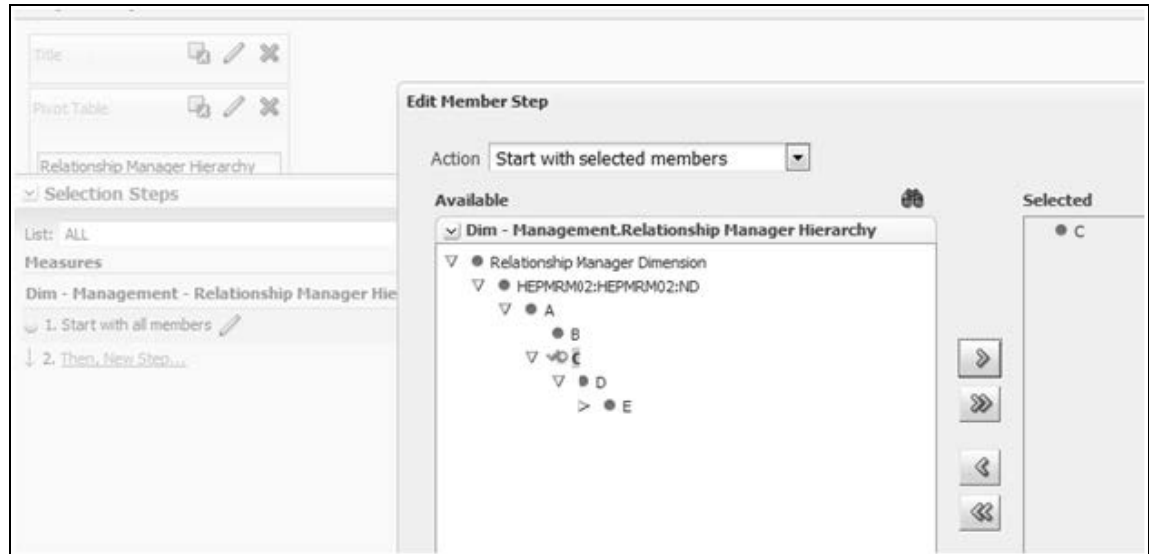 Title
Pivot Table
Relationship Manager Hierarchy
Selection Steps
List: ALL
Measures
Dim - Management - Relationship Manager Hie
1. Start with all members
2. Then, New Step...
Edit Member Step
Action Start with selected members
Available
Dim - Management.Relationship Manager Hierarchy
Relationship Manager Dimension
HEPMRM02:HEPMRM02:ND
A
B
C
D
E
Selected
C